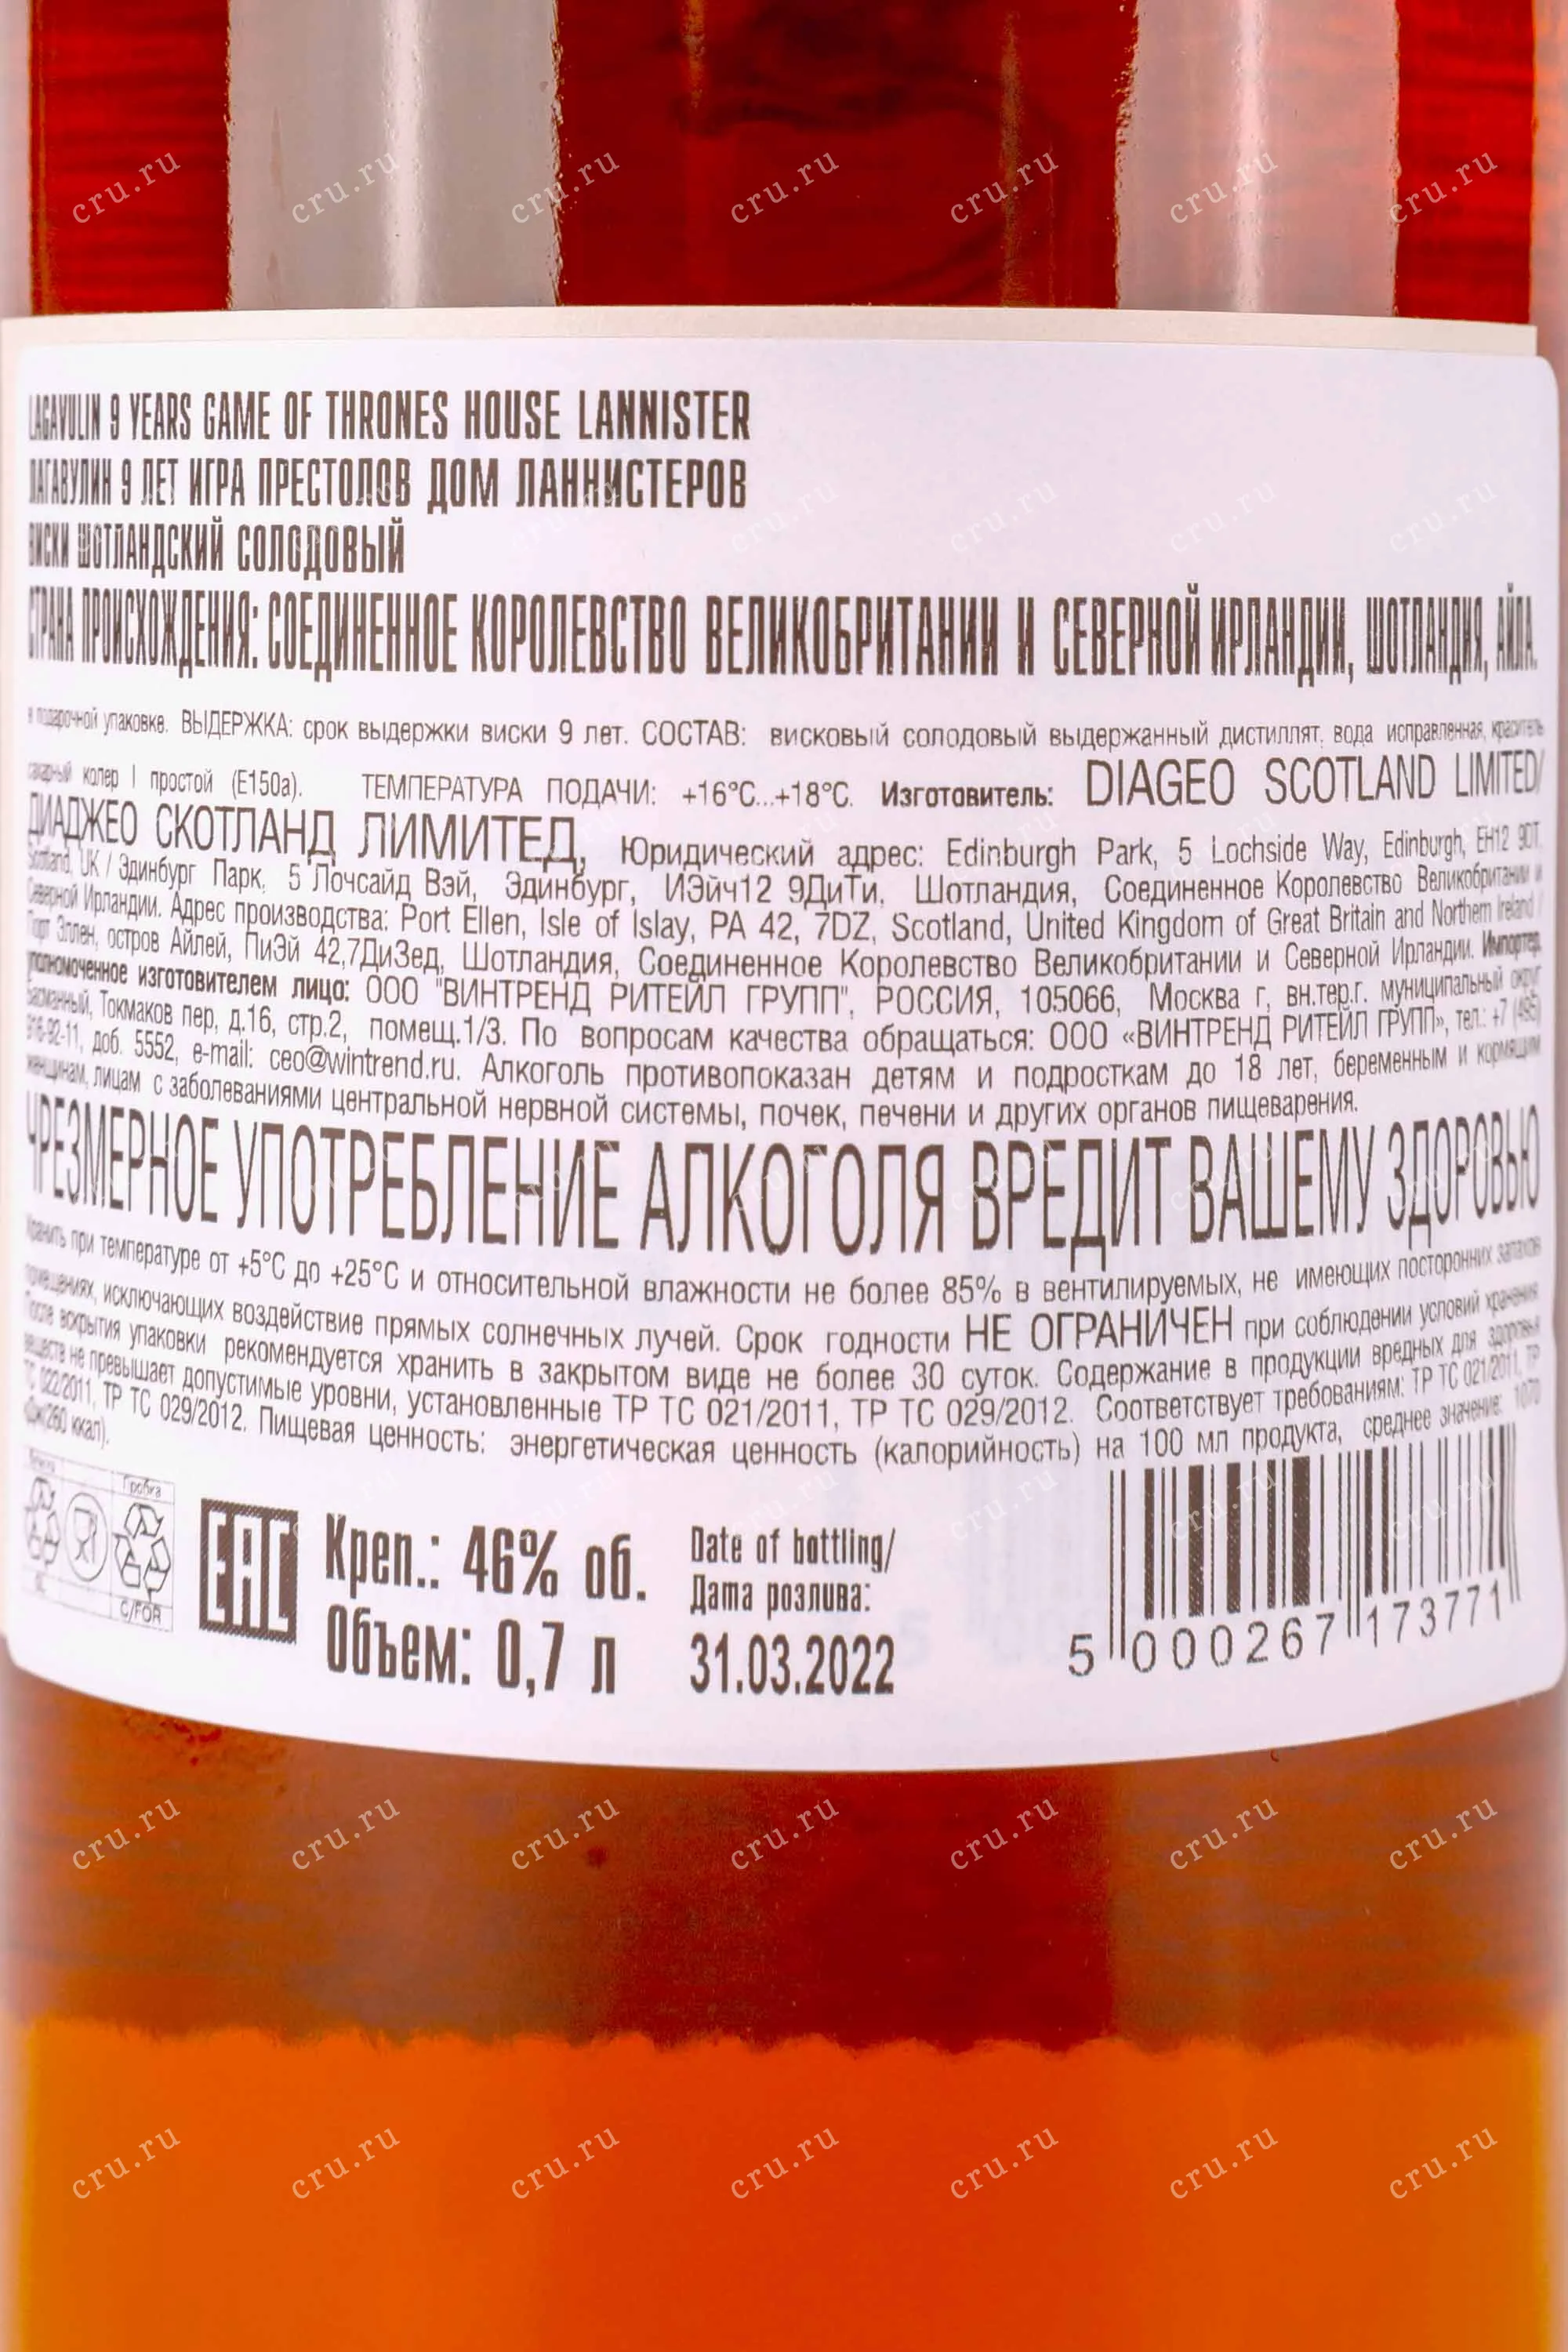 LAGAVULIN 9 YEARS GAME OF THRONES HOUSE LANNISTER
ЛАГАВУЛИН 9 ЛЕТ ИГРА ПРЕСТОЛОВ ДОМ ЛАННИСТЕРОВ
ВИСКИ ШОТЛАНДСКИЙ СОЛОДОВЫЙ
СТРАНА ПРОИСХОЖДЕНИЯ: СОЕДИНЕННОЕ КОРОЛЕВСТВО ВЕЛИКОБРИТАНИИ И СЕВЕРНОЙ ИРЛАНДИИ, ШОТЛАНДИЯ, АЙЛА.
в подарочной упаковке. ВЫДЕРЖКА: срок выдержки виски 9 лет. СОСТАВ: висковый солодовый выдержанный дистиллят, вода исправленная, краситель
сахарный колер I простой (Е150а). ТЕМПЕРАТУРА ПОДАЧИ: +16°C...+18°C. Изготовитель: DIAGEO SCOTLAND LIMITED/
ДИАДЖЕО СКОТЛАНД ЛИМИТЕД, Юридический адрес: Edinburgh Park, 5 Lochside Way, Edinburgh, EH12 9DT,
Scotland, UK / Эдинбург Парк, 5 Лочсайд Вэй, Эдинбург, ИЭйч12 9ДиТи, Шотландия, Соединенное Королевство Великобритании и
Северной Ирландии. Адрес производства: Port Ellen, Isle of Islay, PA 42, 7DZ, Scotland, United Kingdom of Great Britain and Northern Ireland /
Порт Эллен, остров Айлей, ПиЭй 42,7ДиЗед, Шотландия, Соединенное Королевство Великобритании и Северной Ирландии. Импортер,
уполномоченное изготовителем лицо: ООО "ВИНТРЕНД РИТЕЙЛ ГРУПП", РОССИЯ, 105066, Москва г, вн.тер.г. муниципальный округ
Басманный, Токмаков пер, д.16, стр.2, помещ.1/3. По вопросам качества обращаться: ООО «ВИНТРЕНД РИТЕЙЛ ГРУПП», тел.: +7 (495)
916-92-11, доб. 5552, e-mail: ceo@wintrend.ru. Алкоголь противопоказан детям и подросткам до 18 лет, беременным и кормящим
женщинам, лицам с заболеваниями центральной нервной системы, почек, печени и других органов пищеварения.
ЧРЕЗМЕРНОЕ УПОТРЕБЛЕНИЕ АЛКОГОЛЯ ВРЕДИТ ВАШЕМУ ЗДОРОВЬЮ
Хранить при температуре от +5°C до +25°C и относительной влажности не более 85% в вентилируемых, не имеющих посторонних запахов
помещениях, исключающих воздействие прямых солнечных лучей. Срок годности НЕ ОГРАНИЧЕН при соблюдении условий хранения
После вскрытия упаковки рекомендуется хранить в закрытом виде не более 30 суток. Содержание в продукции вредных для здоровья
веществ не превышает допустимые уровни, установленные ТР ТС 021/2011, ТР ТС 029/2012. Соответствует требованиям: ТР ТС 021/2011, ТР
ТС 022/2011, ТР ТС 029/2012. Пищевая ценность: энергетическая ценность (калорийность) на 100 мл продукта, среднее значение: 1070
кДж(260 ккал).
Пробка
C/FOR
EAC
Креп.: 46% об.
Объем: 0,7 л
Date of bottling/
Дата розлива:
31.03.2022
5 000267 173771
cru.ru